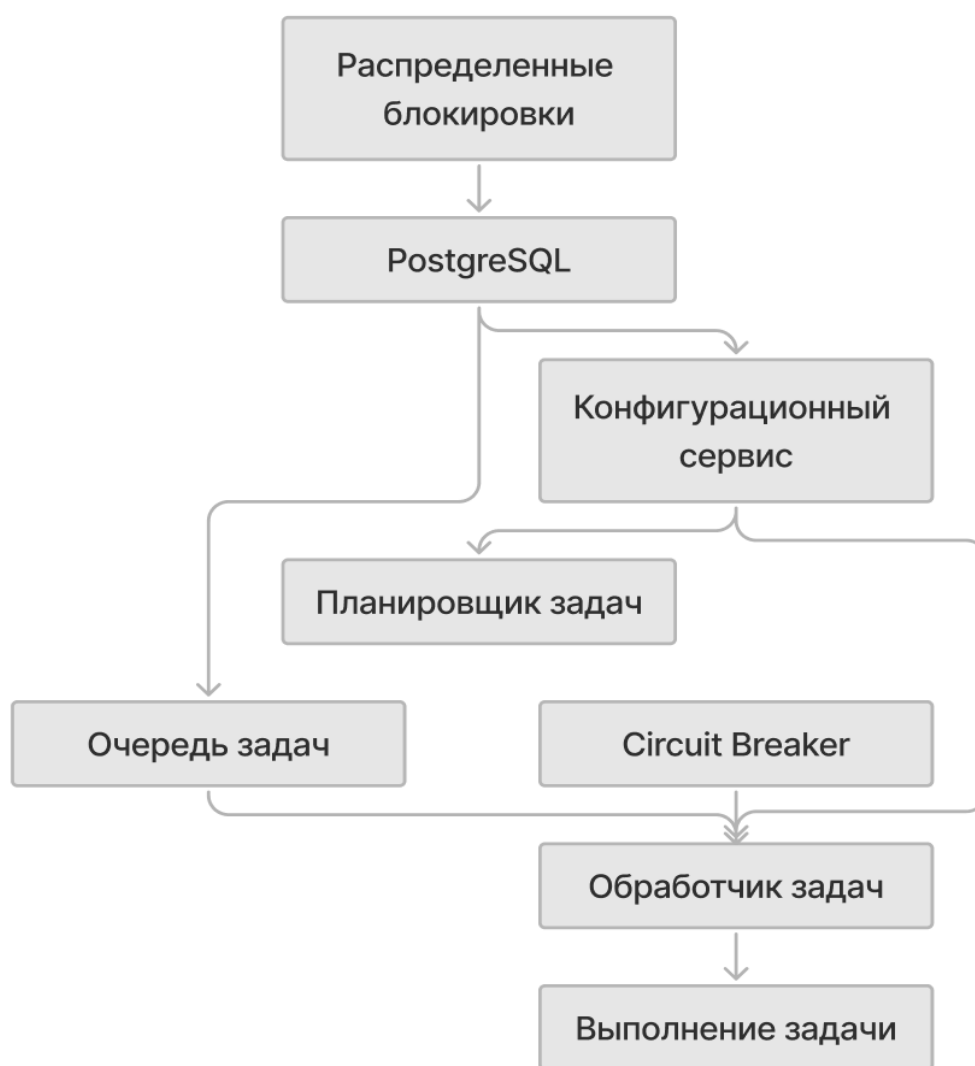 Распределенные
блокировки
PostgreSQL
Конфигурационный
сервис
Планировщик задач
Очередь задач
Circuit Breaker
Обработчик задач
Выполнение задачи